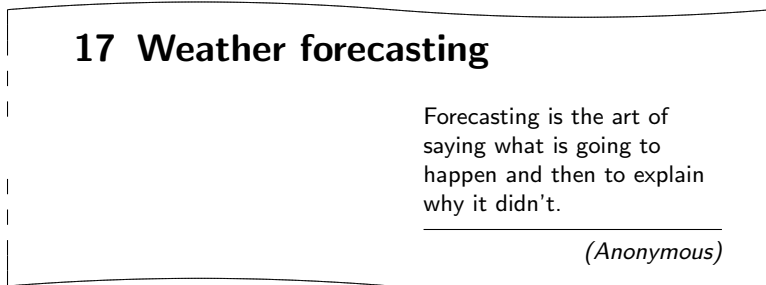 17 Weather forecasting
Forecasting is the art of
saying what is going to
happen and then to explain
why it didn't.
(Anonymous)